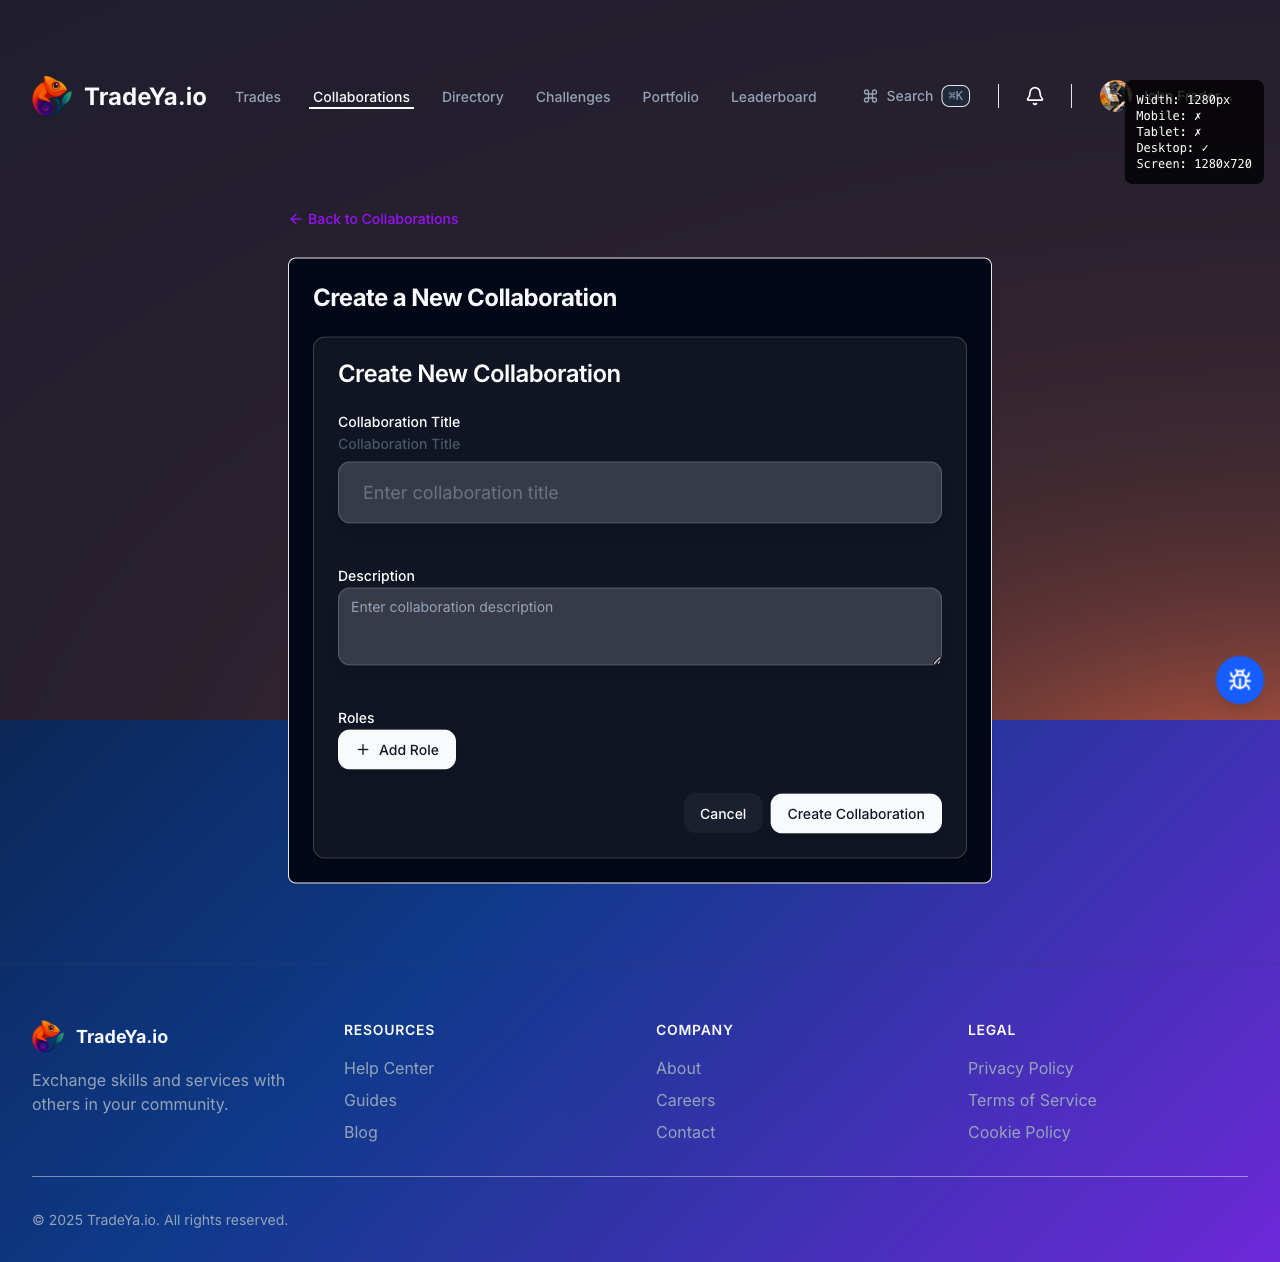 TradeYa.io
Trades
Collaborations
Directory
Challenges
Portfolio
Leaderboard
Search
⌘K
Width: 1280px
Mobile: ✗
Tablet: ✗
Desktop: ✓
Screen: 1280x720
← Back to Collaborations
Create a New Collaboration
Create New Collaboration
Collaboration Title
Collaboration Title
Enter collaboration title
Description
Enter collaboration description
Roles
+ Add Role
Cancel
Create Collaboration
TradeYa.io
Exchange skills and services with
others in your community.
RESOURCES
Help Center
Guides
Blog
COMPANY
About
Careers
Contact
LEGAL
Privacy Policy
Terms of Service
Cookie Policy
© 2025 TradeYa.io. All rights reserved.